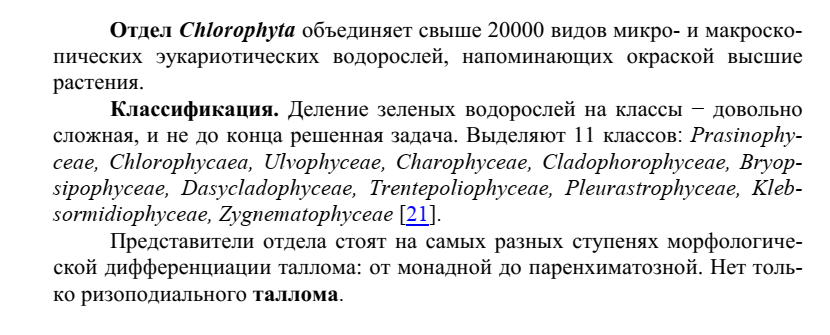 Отдел Chlorophyta объединяет свыше 20000 видов микро- и макроско-
пических эукариотических водорослей, напоминающих окраской высшие
растения.
Классификация. Деление зеленых водорослей на классы − довольно
сложная, и не до конца решенная задача. Выделяют 11 классов: Prasinophy-
ceae, Chlorophycaea, Ulvophyceae, Charophyceae, Cladophorophyceae, Bryop-
sipophyceae, Dasycladophyceae, Trentepoliophyceae, Pleurastrophyceae, Kleb-
sormidiophyceae, Zygnematophyceae [21].
Представители отдела стоят на самых разных ступенях морфологиче-
ской дифференциации таллома: от монадной до паренхиматозной. Нет толь-
ко ризоподиального таллома.